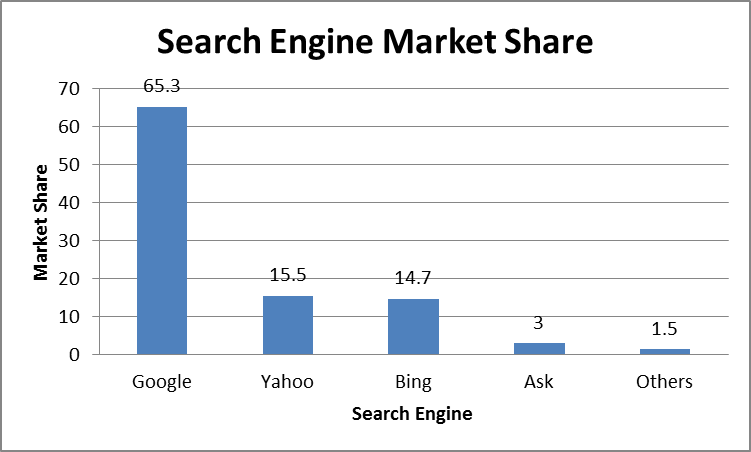 Search Engine Market Share
Market Share
70
60
50
40
30
20
10
0
65.3
15.5
14.7
3
1.5
Google
Yahoo
Bing
Ask
Others
Search Engine